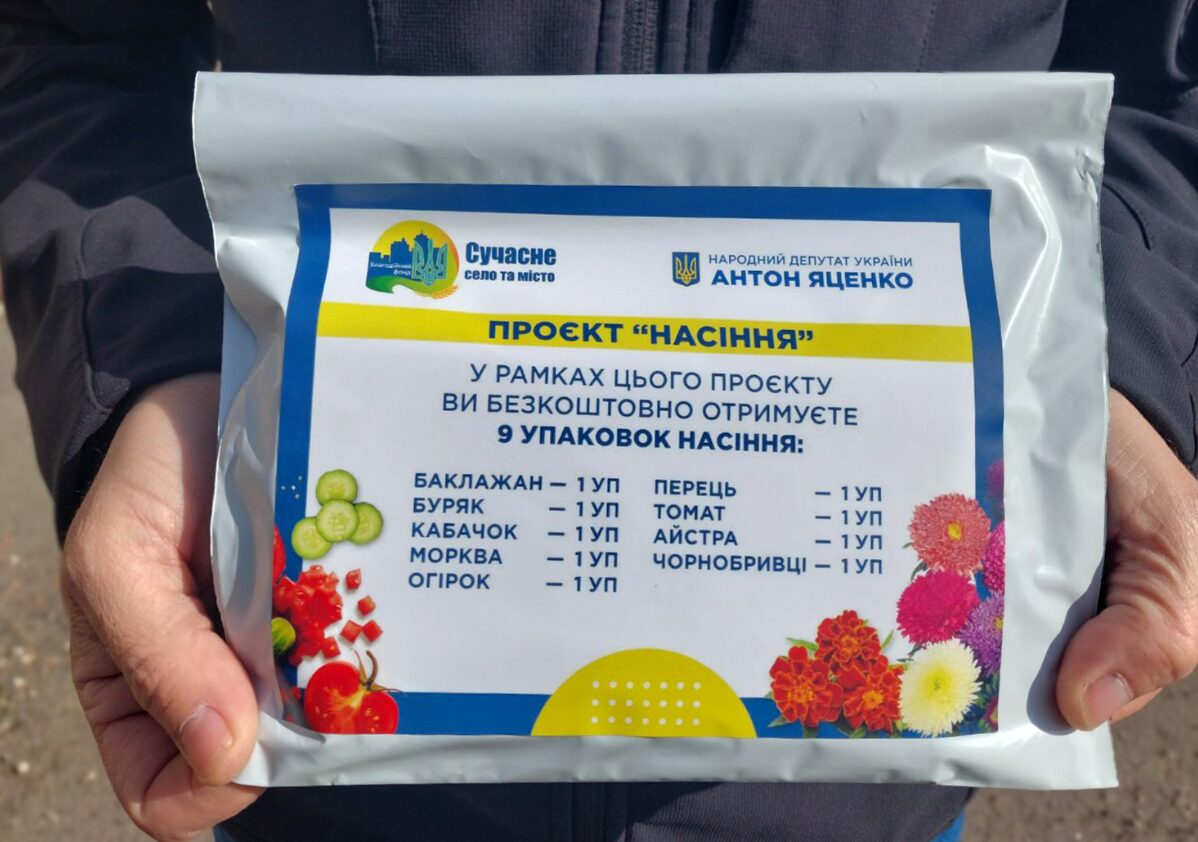 Благодійний
фонд
Сучасне
село та місто
НАРОДНИЙ ДЕПУТАТ УКРАЇНИ
АНТОН ЯЦЕНКО
ПРОЄКТ “НАСІННЯ”
У РАМКАХ ЦЬОГО ПРОЄКТУ
ВИ БЕЗКОШТОВНО ОТРИМУЄТЕ
9 УПАКОВОК НАСІННЯ:
БАКЛАЖАН — 1 УП
БУРЯК — 1 УП
КАБАЧОК — 1 УП
МОРКВА — 1 УП
ОГІРОК — 1 УП
ПЕРЕЦЬ — 1 УП
ТОМАТ — 1 УП
АЙСТРА — 1 УП
ЧОРНОБРИВЦІ — 1 УП